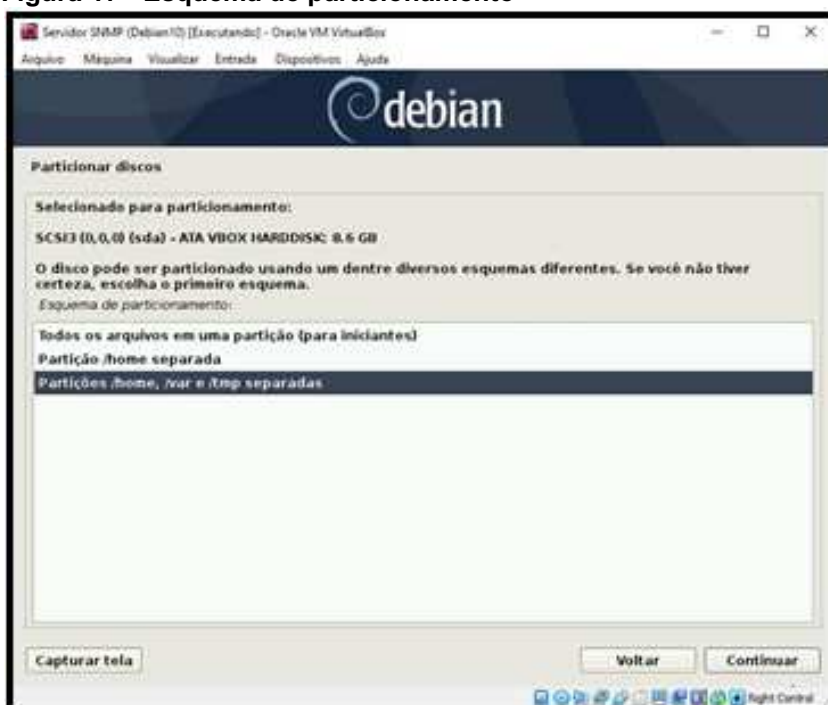 Esquema de particionamento
Servidor SNMP (Debian10) [Executando] - Oracle VM VirtualBox
Arquivo Máquina Visualizar Entrada Dispositivos Ajuda
debian
Particionar discos
Selecionado para particionamento:
SCSI3 (0,0,0) (sda) - ATA VBOX HARDDISK: 8.6 GB
O disco pode ser particionado usando um dentre diversos esquemas diferentes. Se você não tiver
certeza, escolha o primeiro esquema.
Esquema de particionamento:
Todos os arquivos em uma partição (para iniciantes)
Partição /home separada
Partições /home, /var e /tmp separadas
Capturar tela
Voltar
Continuar
Right Control